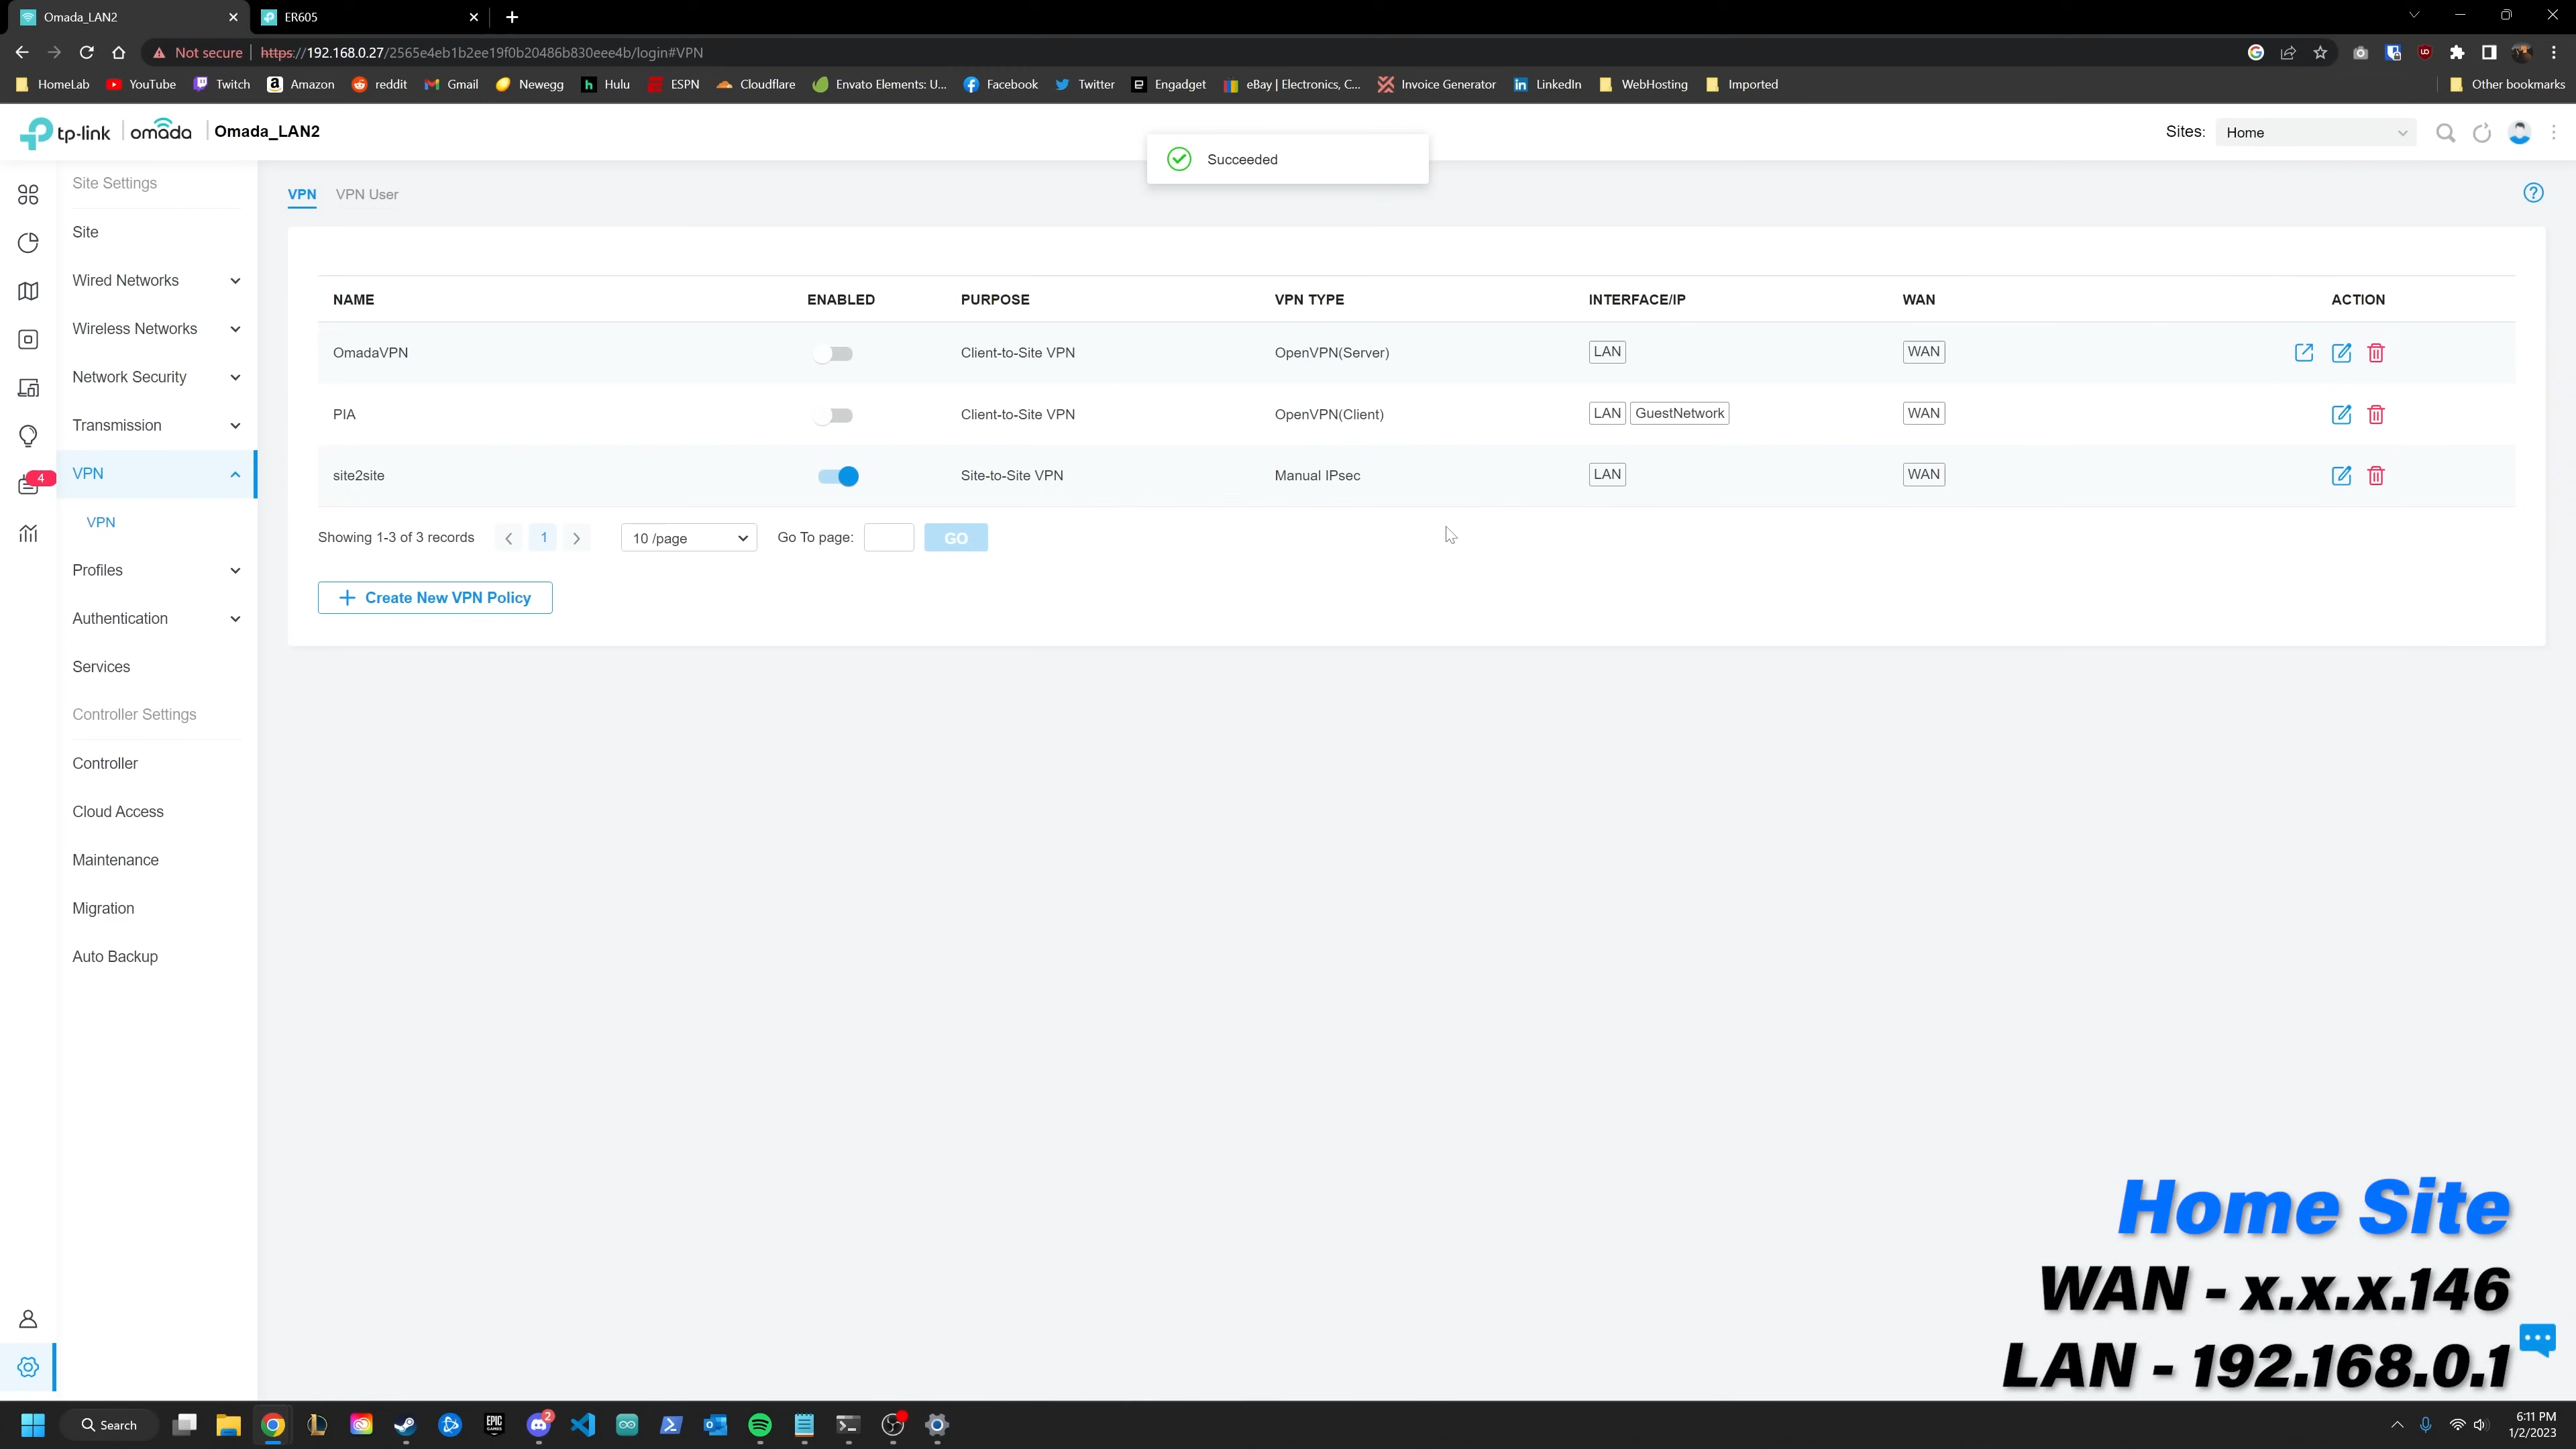 Omada_LAN2
ER605
Not secure https://192.168.0.27/2565e4eb1b2ee19f0b20486b830eee4b/login#VPN
HomeLab YouTube Twitch Amazon reddit Gmail Newegg Hulu ESPN Cloudflare Envato Elements: U... Facebook Twitter Engadget eBay | Electronics, C... Invoice Generator LinkedIn WebHosting Imported Other bookmarks
tp-link omada Omada_LAN2
Succeeded
Sites: Home
Site Settings
Site
Wired Networks
Wireless Networks
Network Security
Transmission
VPN
VPN
Profiles
Authentication
Services
Controller Settings
Controller
Cloud Access
Maintenance
Migration
Auto Backup
4
VPN VPN User
NAME ENABLED PURPOSE VPN TYPE INTERFACE/IP WAN ACTION
OmadaVPN Client-to-Site VPN OpenVPN(Server) LAN WAN
PIA Client-to-Site VPN OpenVPN(Client) LAN GuestNetwork WAN
site2site Site-to-Site VPN Manual IPsec LAN WAN
Showing 1-3 of 3 records 1 10 /page Go To page: GO
Create New VPN Policy
Home Site
WAN - x.x.x.146
LAN - 192.168.0.1
Search
EPIC GAMES
2
6:11 PM
1/2/2023